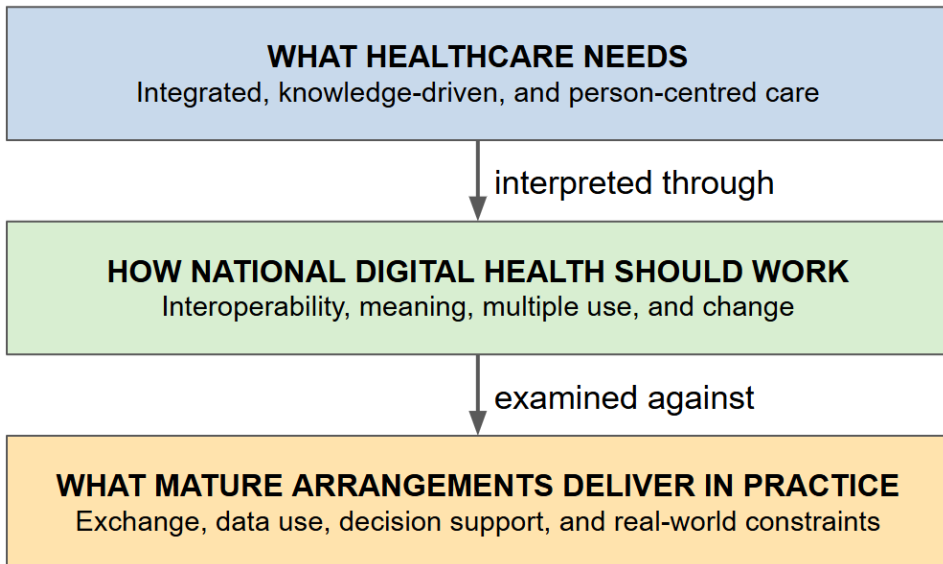 WHAT HEALTHCARE NEEDS
Integrated, knowledge-driven, and person-centred care
interpreted through
HOW NATIONAL DIGITAL HEALTH SHOULD WORK
Interoperability, meaning, multiple use, and change
examined against
WHAT MATURE ARRANGEMENTS DELIVER IN PRACTICE
Exchange, data use, decision support, and real-world constraints